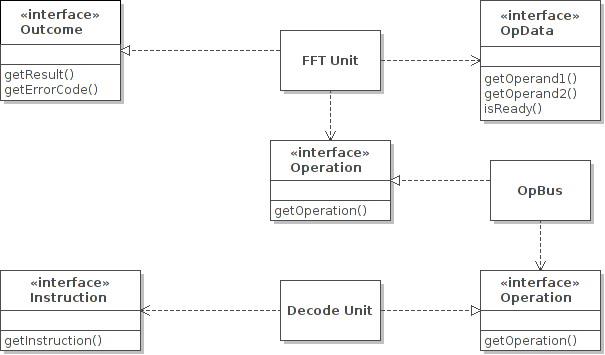 «interface»
Outcome
getResult()
getErrorCode()
FFT Unit
«interface»
OpData
getOperand1()
getOperand2()
isReady()
«interface»
Operation
getOperation()
OpBus
«interface»
Instruction
getInstruction()
Decode Unit
«interface»
Operation
getOperation()